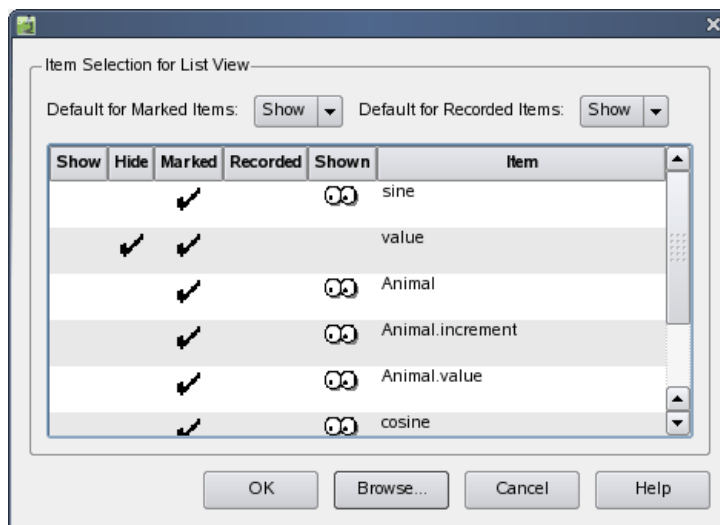 Item Selection for List View
Default for Marked Items: Show Default for Recorded Items: Show
Show Hide Marked Recorded Shown Item
sine
value
Animal
Animal.increment
Animal.value
cosine
OK Browse... Cancel Help